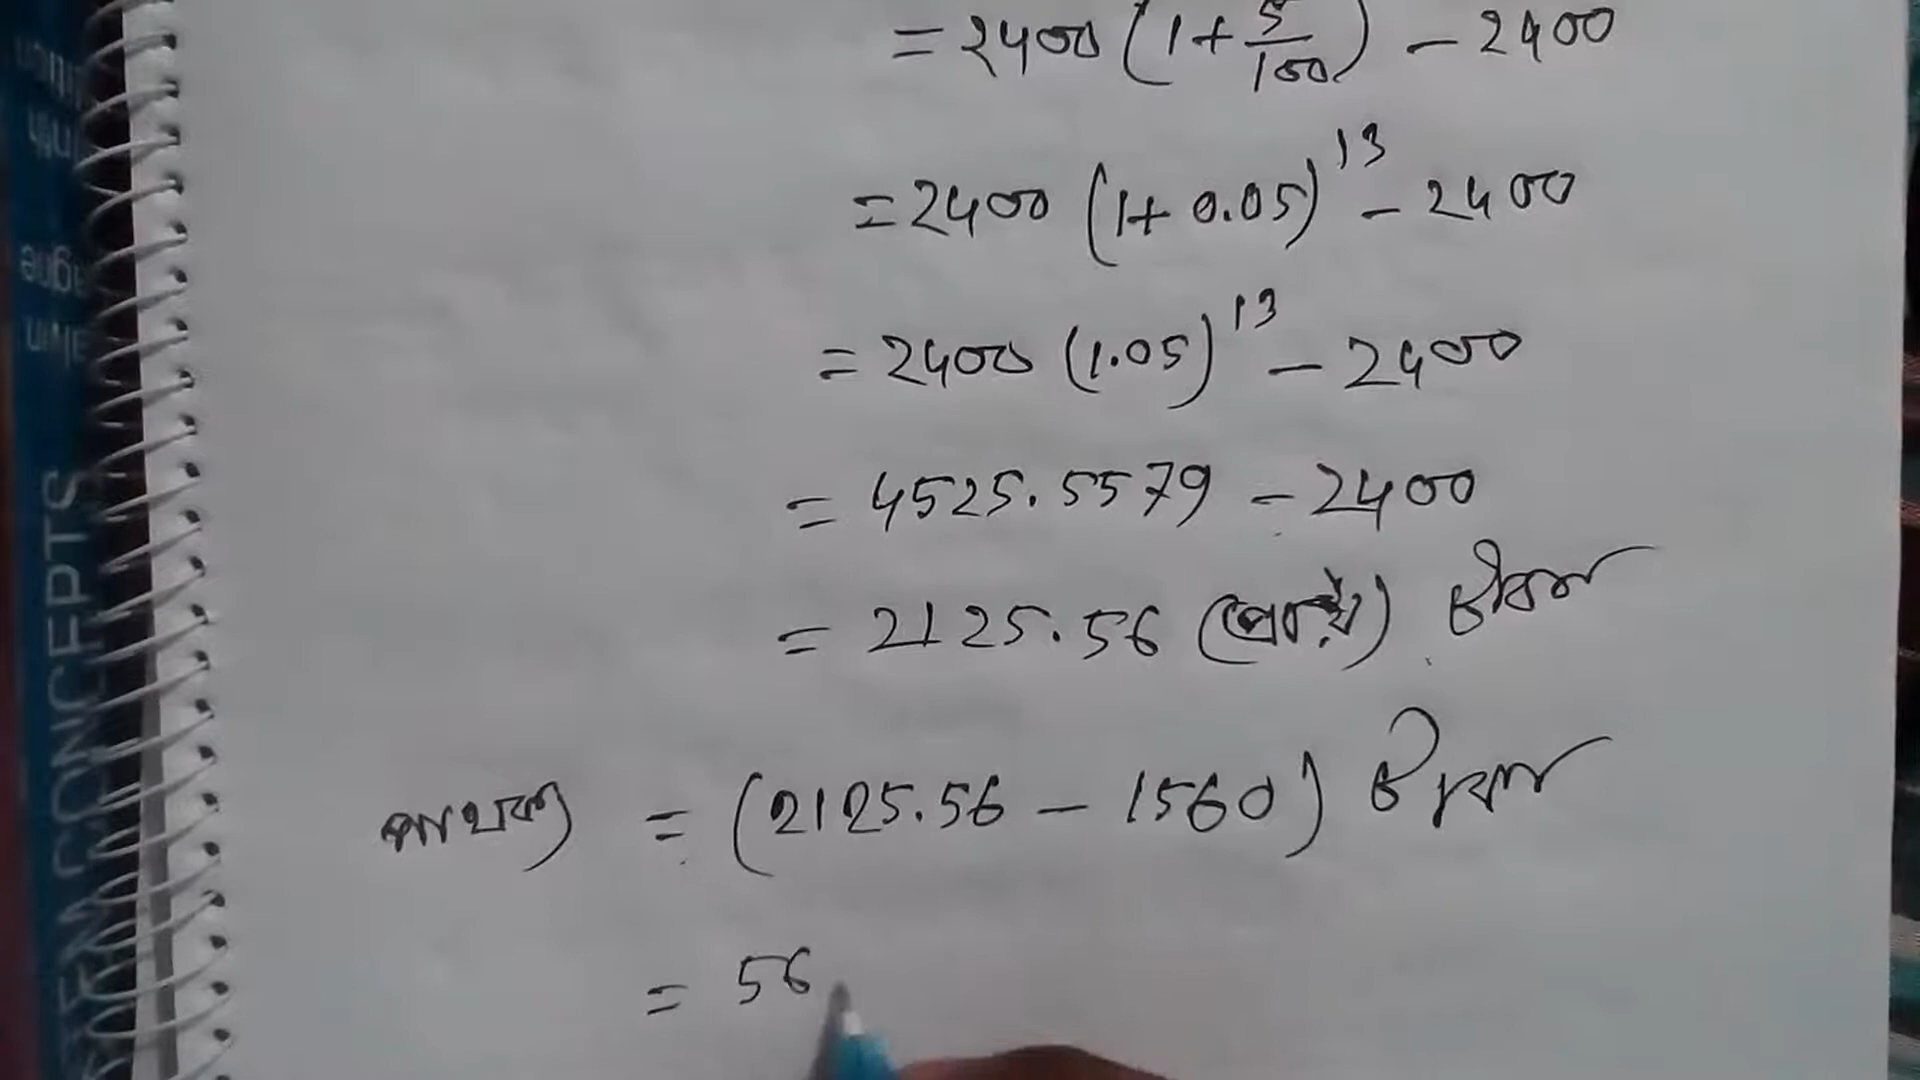 = 2400 (1 + 5/100) - 2400
= 2400 (1 + 0.05)^13 - 2400
= 2400 (1.05)^13 - 2400
= 4525.5579 - 2400
= 2125.56 (প্রায়) টাকা
পার্থক্য = (2125.56 - 1560) টাকা
= 56
CONCEPTS